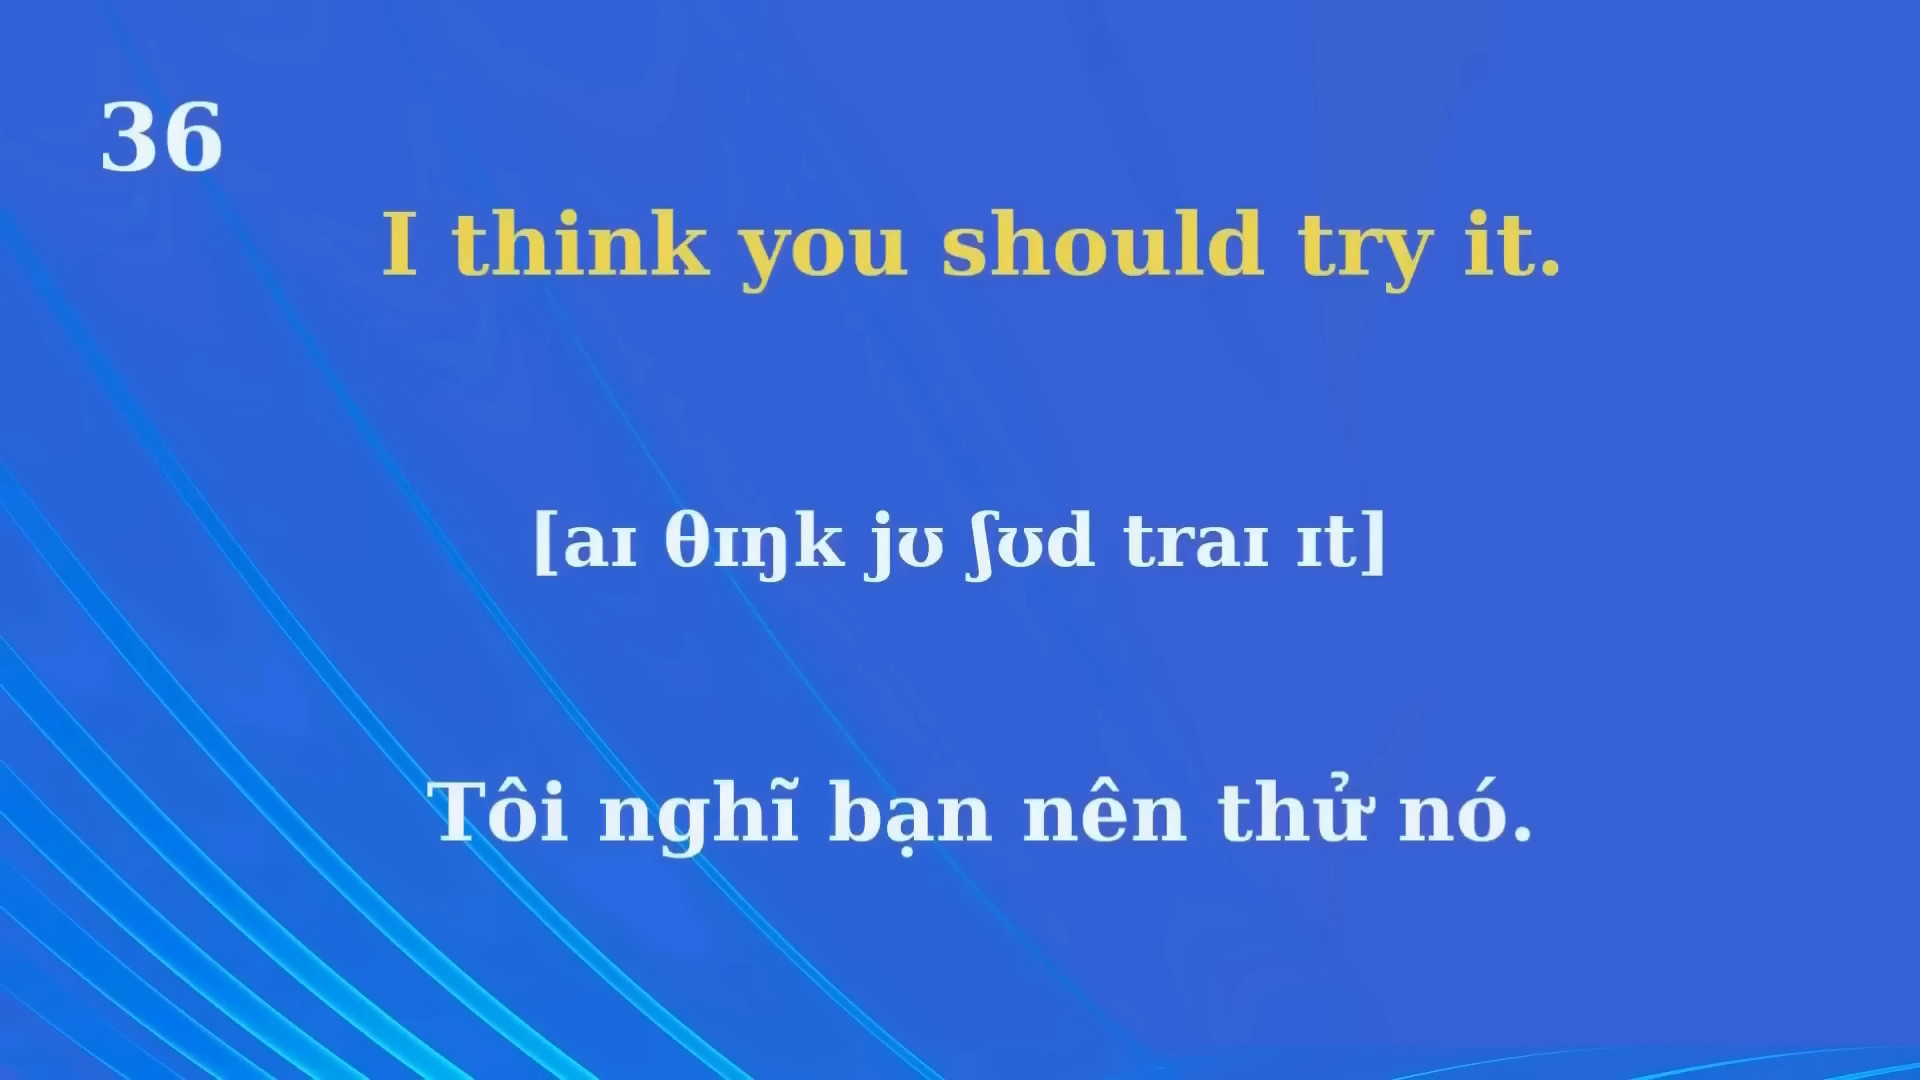 36
I think you should try it.
[aɪ θɪŋk jʊ ʃʊd traɪ ɪt]
Tôi nghĩ bạn nên thử nó.